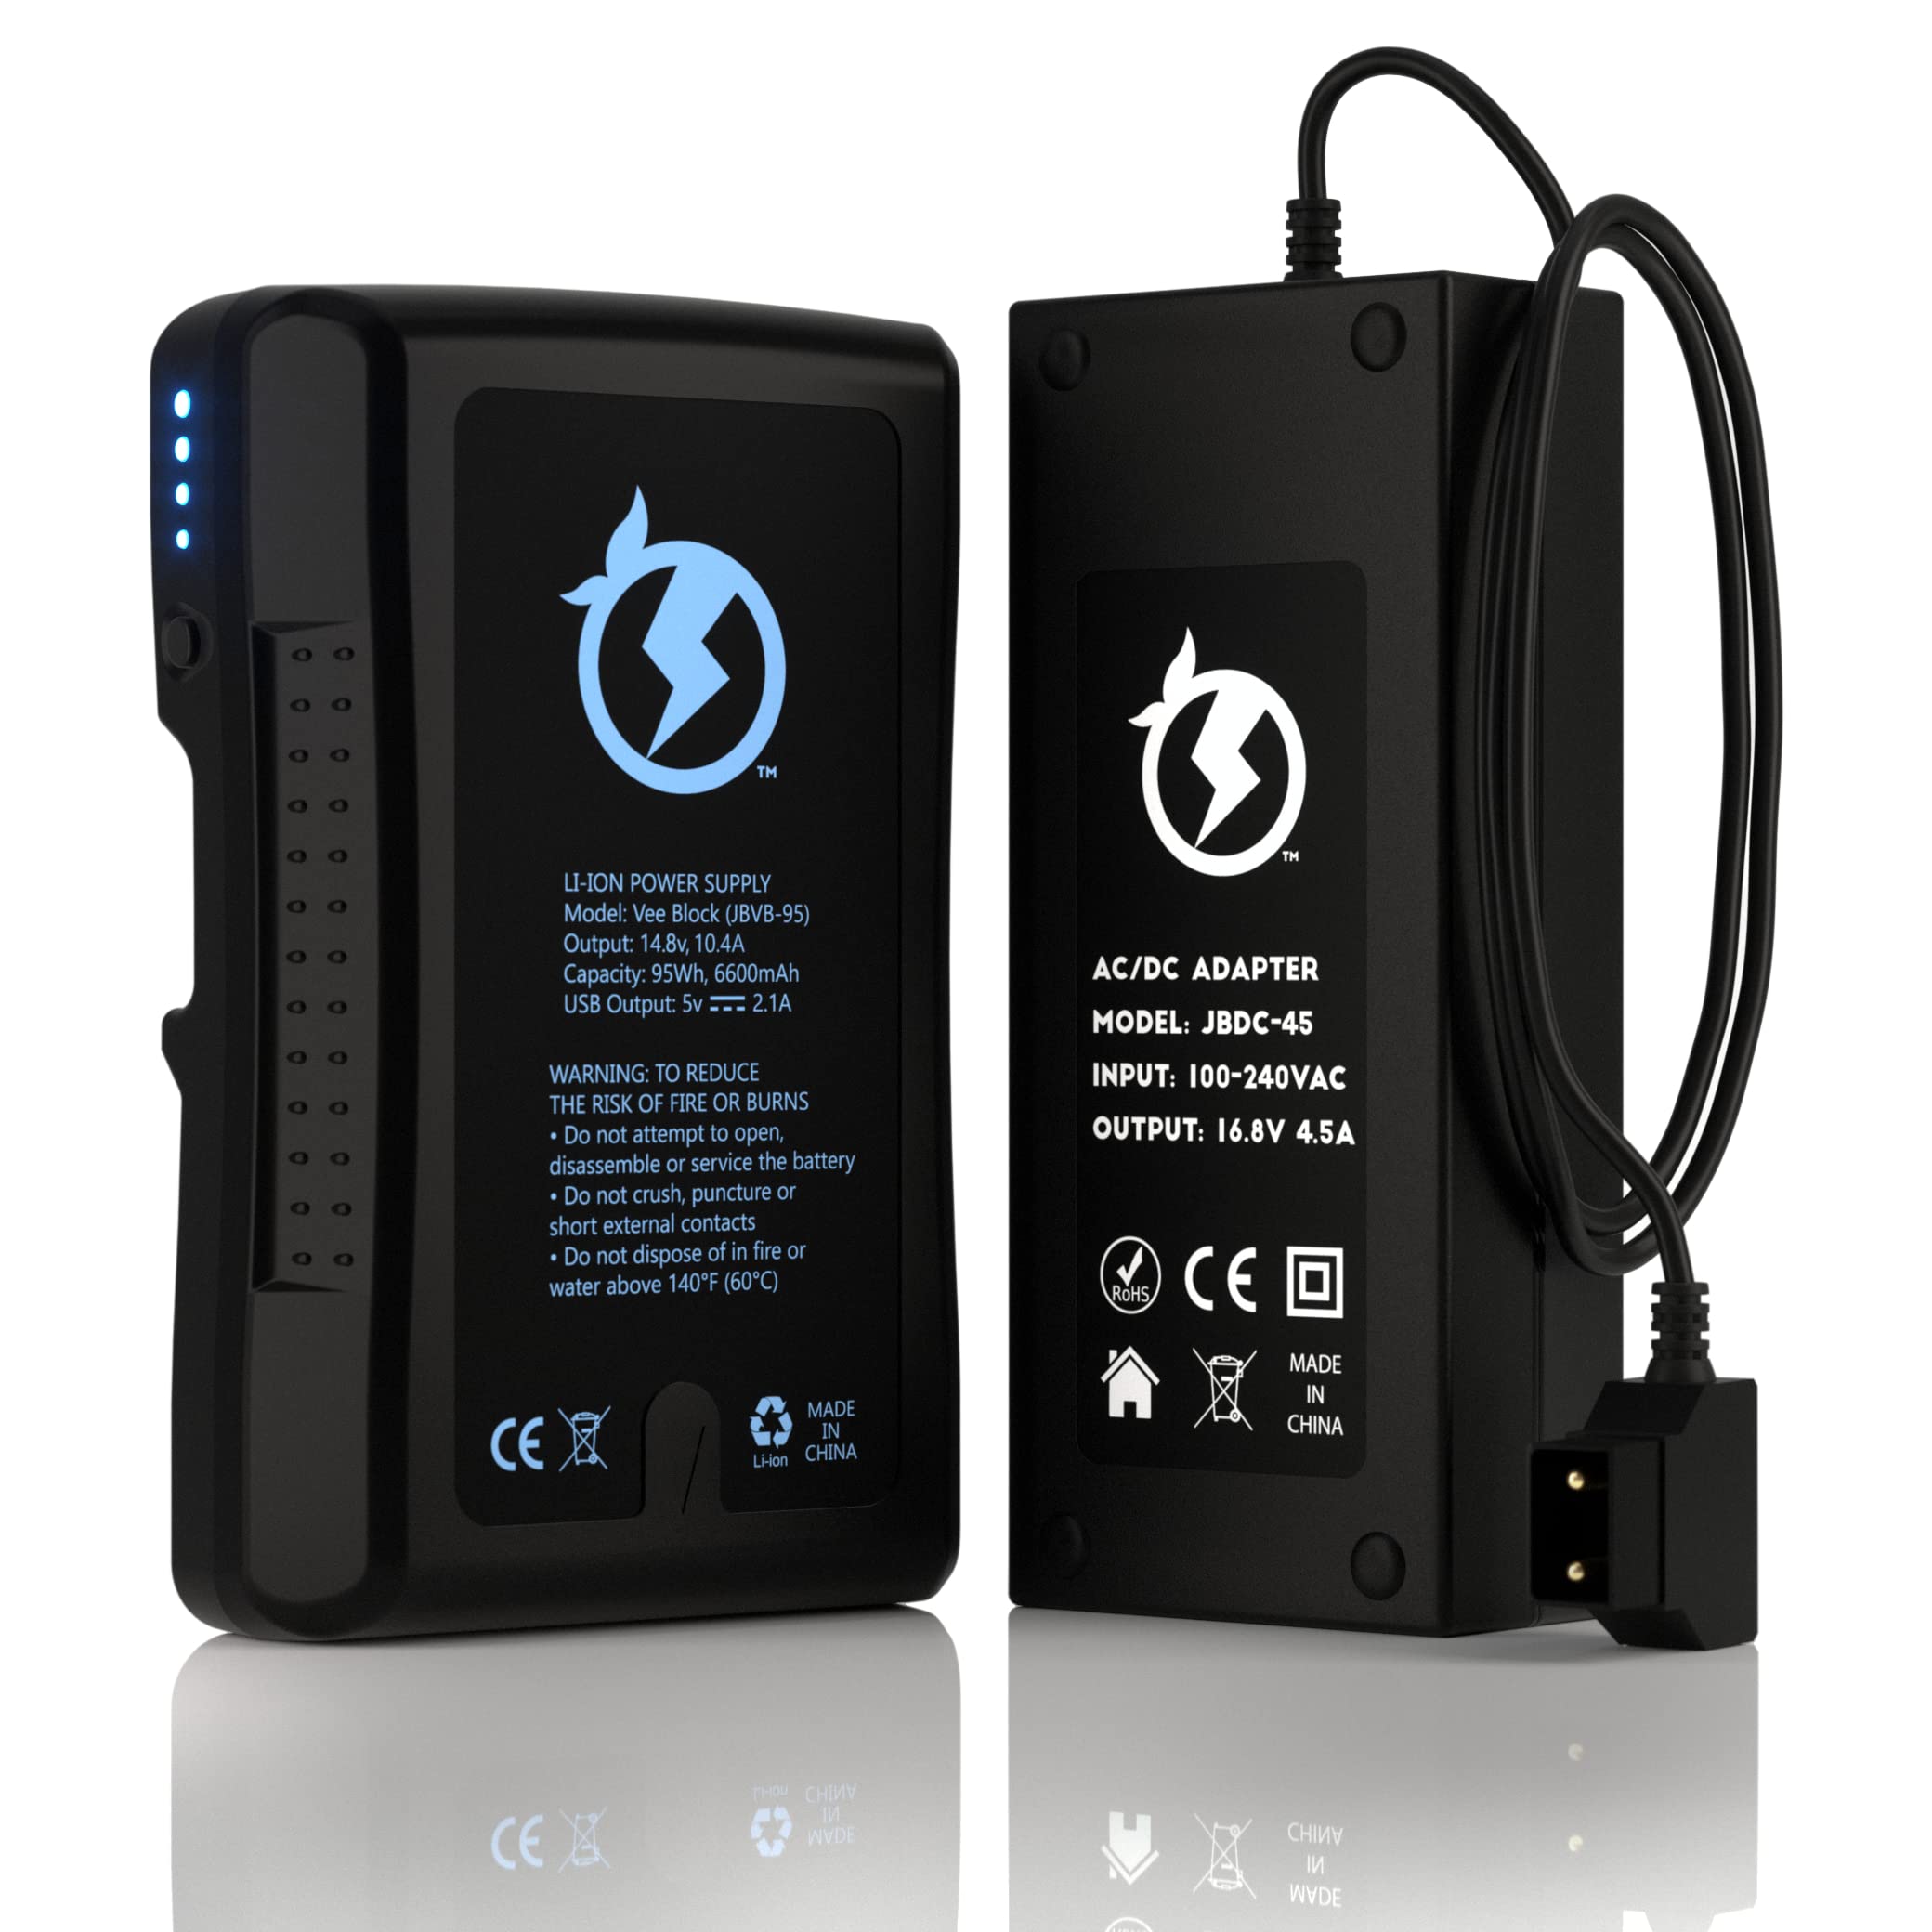 LI-ION POWER SUPPLY
Model: Vee Block (JBVB-95)
Output: 14.8v, 10.4A
Capacity: 95Wh, 6600mAh
USB Output: 5v ⎓ 2.1A
WARNING: TO REDUCE
THE RISK OF FIRE OR BURNS
• Do not attempt to open,
disassemble or service the battery
• Do not crush, puncture or
short external contacts
• Do not dispose of in fire or
water above 140°F (60°C)
CE
Li-ion
MADE
IN
CHINA
TM
AC/DC ADAPTER
MODEL: JBDC-45
INPUT: 100-240VAC
OUTPUT: 16.8V 4.5A
RoHS
CE
MADE
IN
CHINA
TM